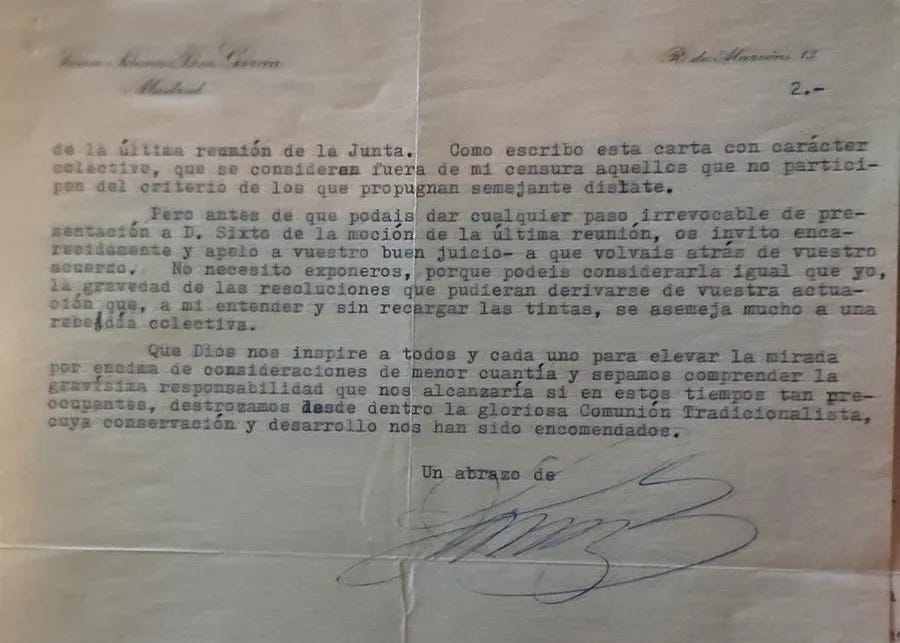 Juan Sáenz-Díez García
R. de Alarcón, 13
Madrid
2.-
de la última reunión de la Junta. Como escribo esta carta con carácter
colectivo, que se consideren fuera de mi censura aquellos que no partici-
pen del criterio de los que propugnan semejante dislate.
Pero antes de que podais dar cualquier paso irrevocable de pre-
sentación a D. Sixto de la moción de la última reunión, os invito enca-
recidamente y apelo a vuestro buen juicio- a que volvais atrás de vuestro
acuerdo. No necesito exponeros, porque podeis considerarla igual que yo,
la gravedad de las resoluciones que pudieran derivarse de vuestra actua-
ción que, a mi entender y sin recargar las tintas, se asemeja mucho a una
rebeldía colectiva.
Que Dios nos inspire a todos y cada uno para elevar la mirada
por encima de consideraciones de menor cuantía y sepamos comprender la
gravísima responsabilidad que nos alcanzaría si en estos tiempos tan pre-
ocupantes, destrozamos desde dentro la gloriosa Comunión Tradicionalista,
cuya conservación y desarrollo nos han sido encomendados.
Un abrazo de